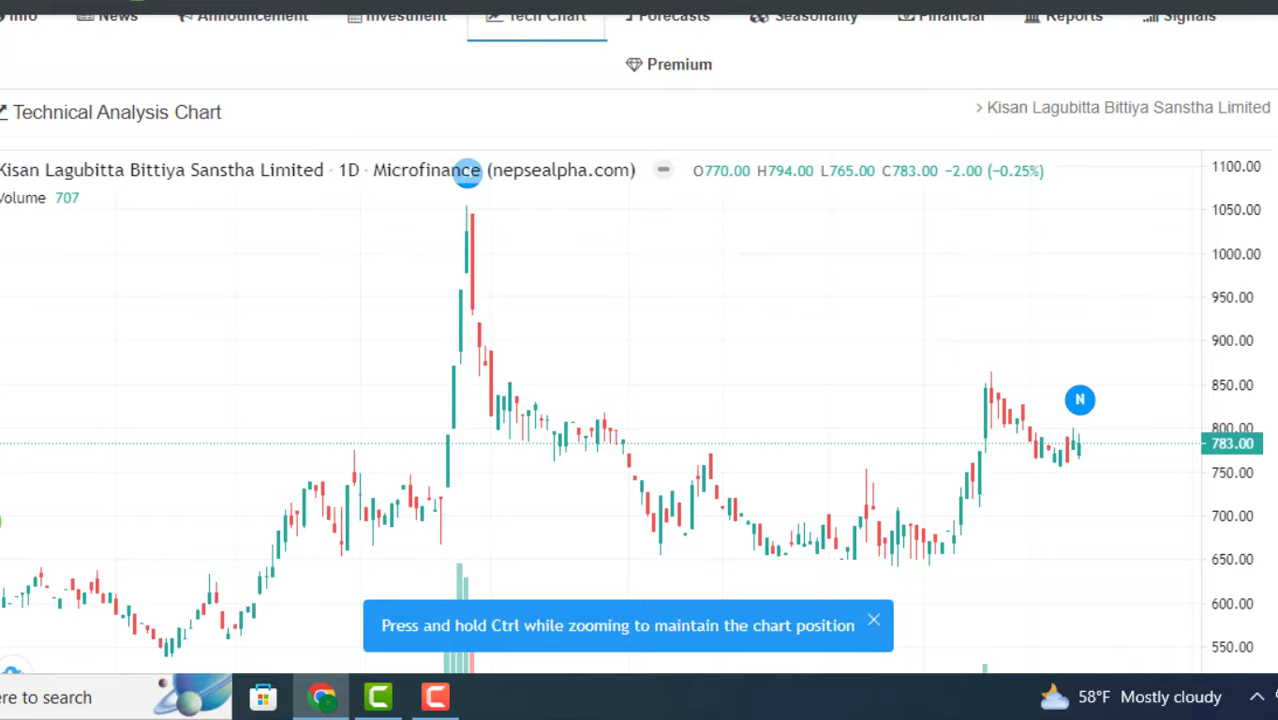 Info News Announcement Investment Tech Chart Forecasts Seasonality Financial Reports Signals
Premium
Technical Analysis Chart
> Kisan Lagubitta Bittiya Sanstha Limited
Kisan Lagubitta Bittiya Sanstha Limited · 1D · Microfinance (nepsealpha.com) O770.00 H794.00 L765.00 C783.00 −2.00 (−0.25%)
Volume 707
1100.00
1050.00
1000.00
950.00
900.00
850.00
N
800.00
783.00
750.00
700.00
650.00
600.00
550.00
Press and hold Ctrl while zooming to maintain the chart position
ere to search
58°F Mostly cloudy